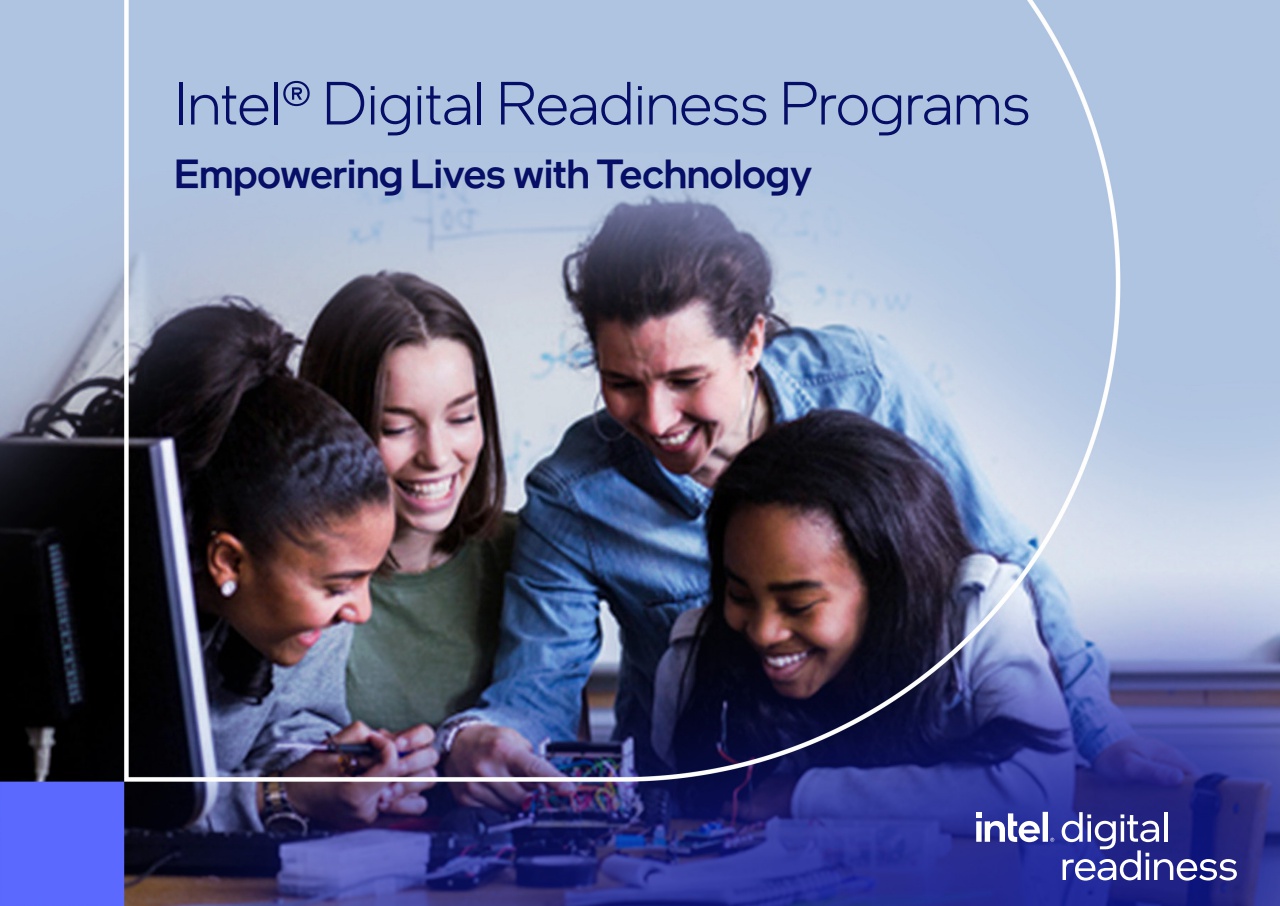 Intel® Digital Readiness Programs
Empowering Lives with Technology
intel. digital
readiness